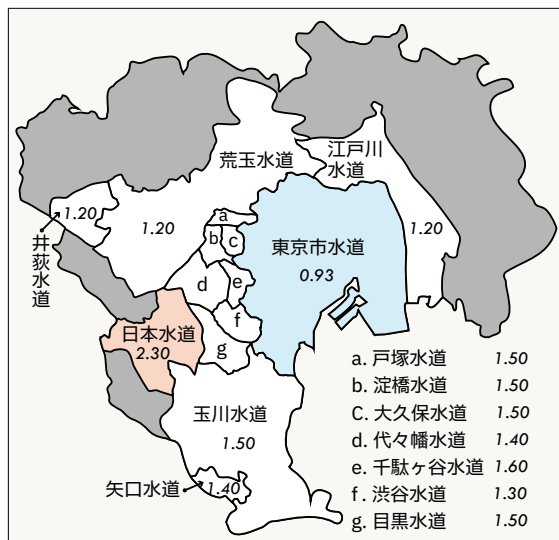 荒玉水道
江戸川
水道
1.20
井荻水道
1.20
a
b
c
d
e
f
g
東京市水道
0.93
1.20
日本水道
2.30
玉川水道
1.50
矢口水道
1.40
a. 戸塚水道 1.50
b. 淀橋水道 1.50
C. 大久保水道 1.50
d. 代々幡水道 1.40
e. 千駄ヶ谷水道 1.60
f. 渋谷水道 1.30
g. 目黒水道 1.50